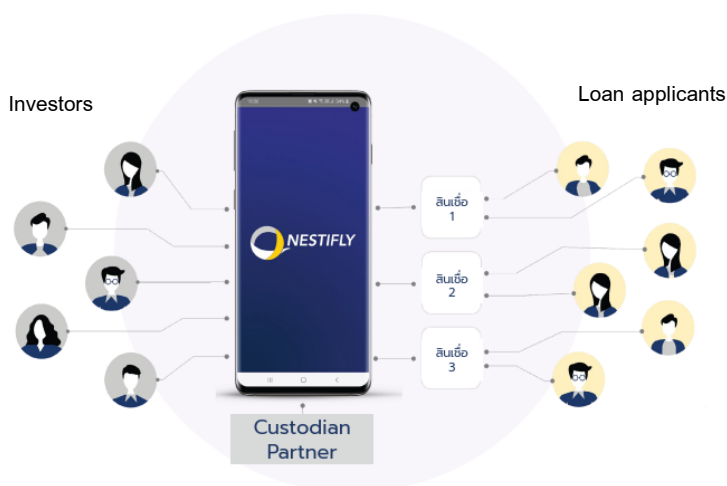 Investors
Loan applicants
NESTIFLY
สินเชื่อ
1
สินเชื่อ
2
สินเชื่อ
3
Custodian
Partner